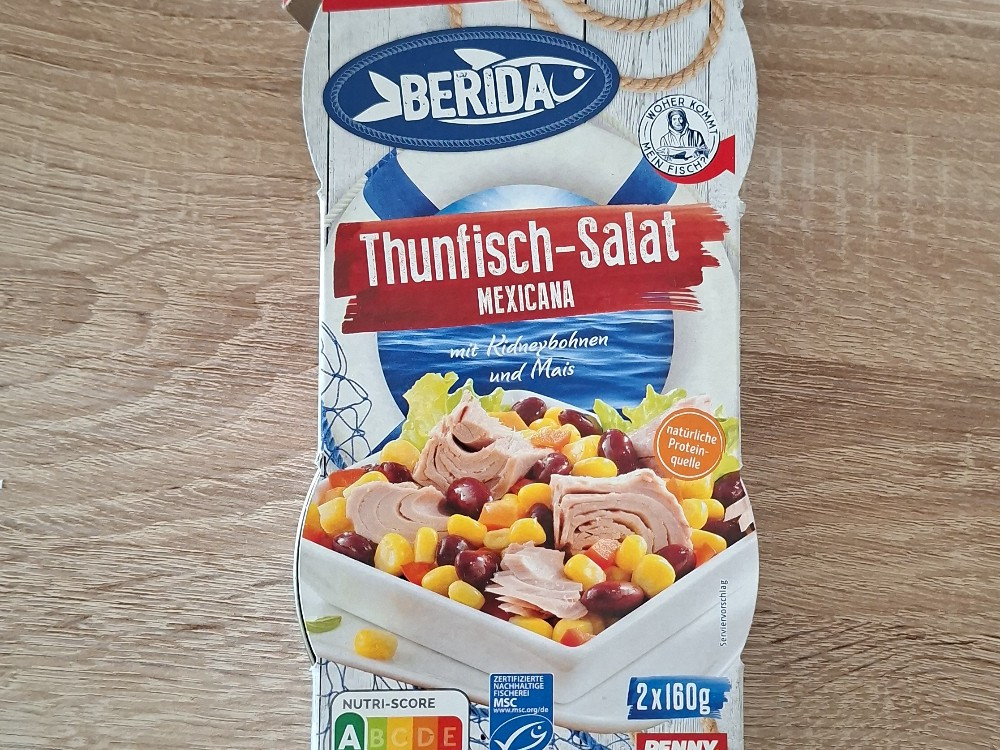 BERIDA
WOHER KOMMT
MEIN FISCH?
Thunfisch-Salat
MEXICANA
mit Kidneybohnen
und Mais
natürliche
Protein-
quelle
Serviervorschlag
NUTRI-SCORE
A B C D E
ZERTIFIZIERTE
NACHHALTIGE
FISCHEREI
MSC
www.msc.org/de
2x160g
PENNY